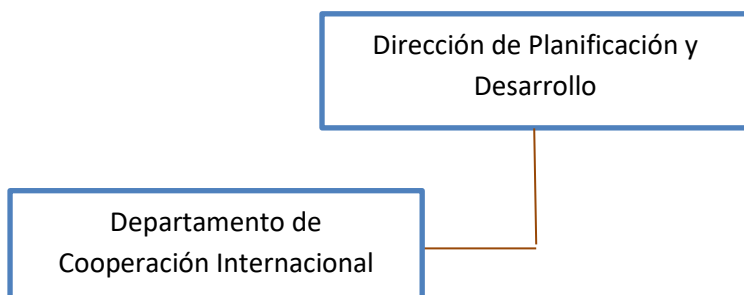 Dirección de Planificación y
Desarrollo
Departamento de
Cooperación Internacional